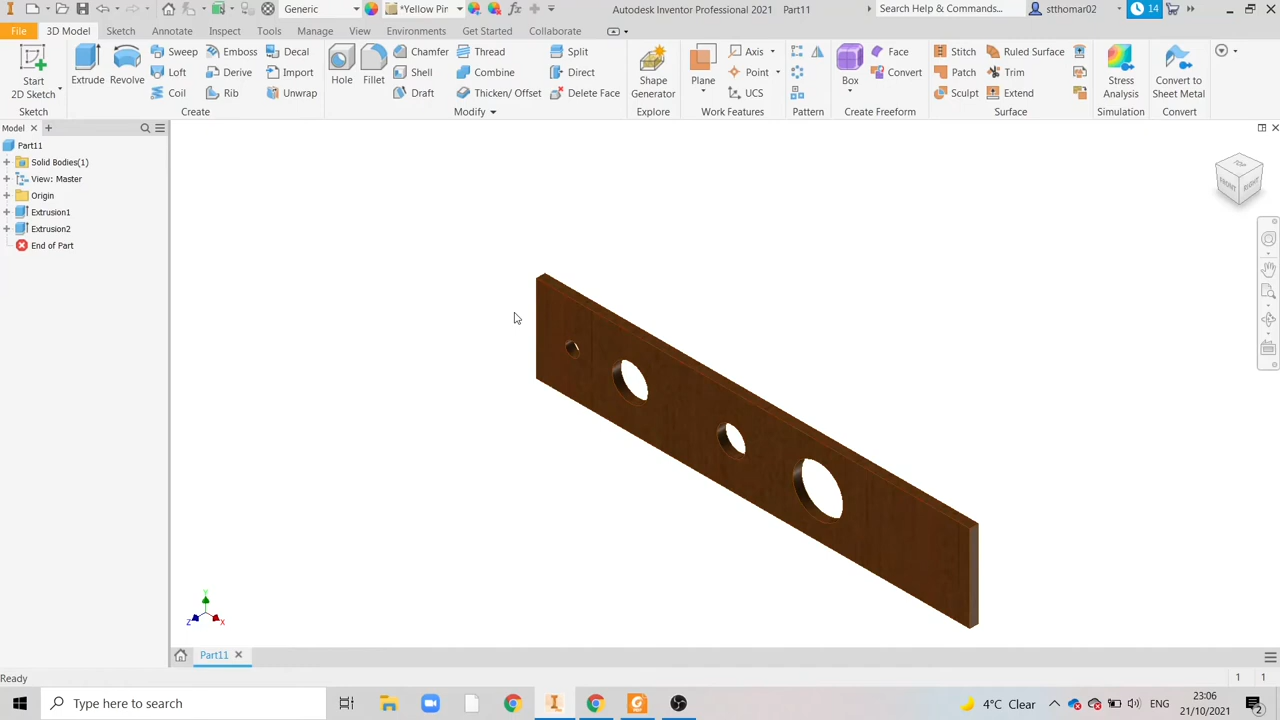 Generic
*Yellow Pin
Autodesk Inventor Professional 2021 Part11
Search Help & Commands...
stthomar02
14
File
3D Model
Sketch
Annotate
Inspect
Tools
Manage
View
Environments
Get Started
Collaborate
Start
2D Sketch
Sketch
Extrude
Revolve
Sweep
Emboss
Decal
Loft
Derive
Import
Coil
Rib
Unwrap
Create
Hole
Fillet
Chamfer
Thread
Split
Shell
Combine
Direct
Draft
Thicken/ Offset
Delete Face
Modify
Shape
Generator
Explore
Plane
Axis
Point
UCS
Work Features
Pattern
Box
Face
Convert
Create Freeform
Stitch
Ruled Surface
Patch
Trim
Sculpt
Extend
Surface
Stress
Analysis
Simulation
Convert to
Sheet Metal
Convert
Model
Part11
Solid Bodies(1)
View: Master
Origin
Extrusion1
Extrusion2
End of Part
TOP
FRONT
RIGHT
Y
Z
X
Part11
Ready
1
1
Type here to search
4°C Clear
ENG
23:06
21/10/2021
2